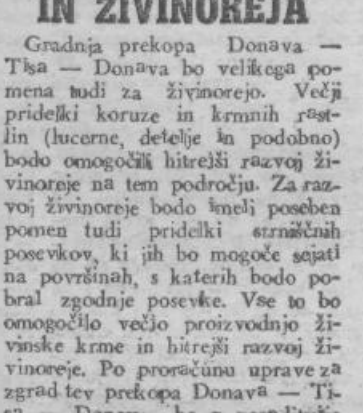 IN ŽIVINOREJA
Gradnja prekopa Donava —
Tisa — Donava bo velikega po-
mena tudi za živinorejo. Večji
pridelki koruze in krmnih rast-
lin (lucerne, detelje in podobno)
bodo omogočili hitrejši razvoj ži-
vinoreje na tem področju. Za raz-
voj živinoreje bodo imeli poseben
pomen tudi pridelki strniščnih
posevkov, ki jih bo mogoče sejati
na površinah, s katerih bodo po-
bral zgodnje posevke. Vse to bo
omogočilo večjo proizvodnjo ži-
vinske krme in hitrejši razvoj ži-
vinoreje. Po proračunu uprave za
zgrad tev prekopa Donava — Ti-